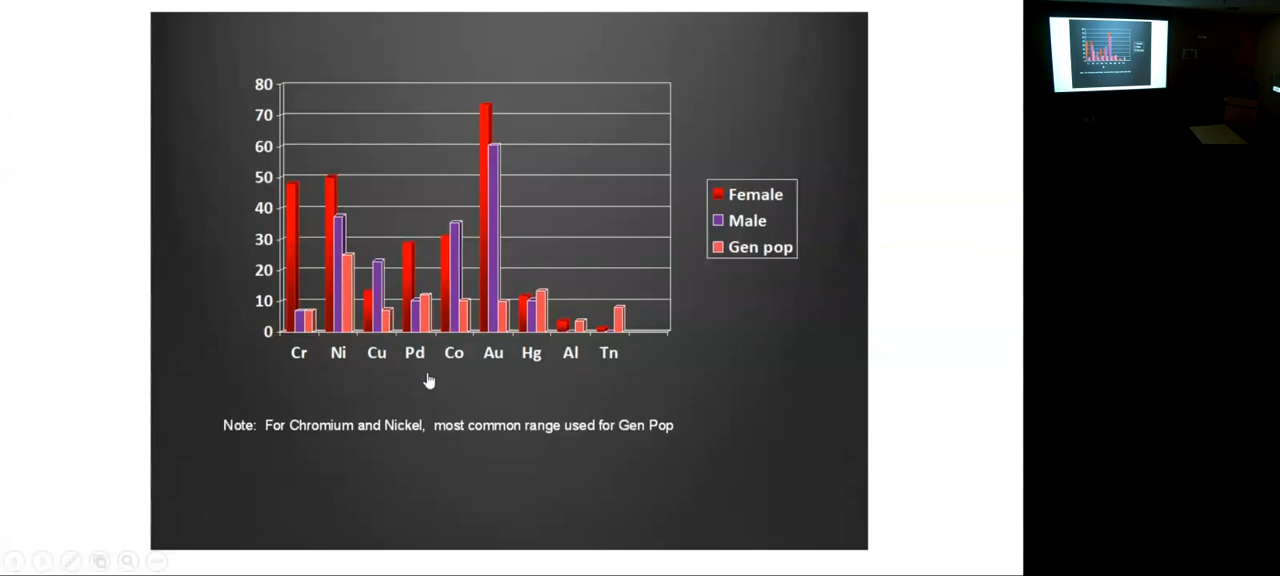 80
70
60
50
40
30
20
10
0
Cr Ni Cu Pd Co Au Hg Al Tn
Female
Male
Gen pop
Note: For Chromium and Nickel, most common range used for Gen Pop